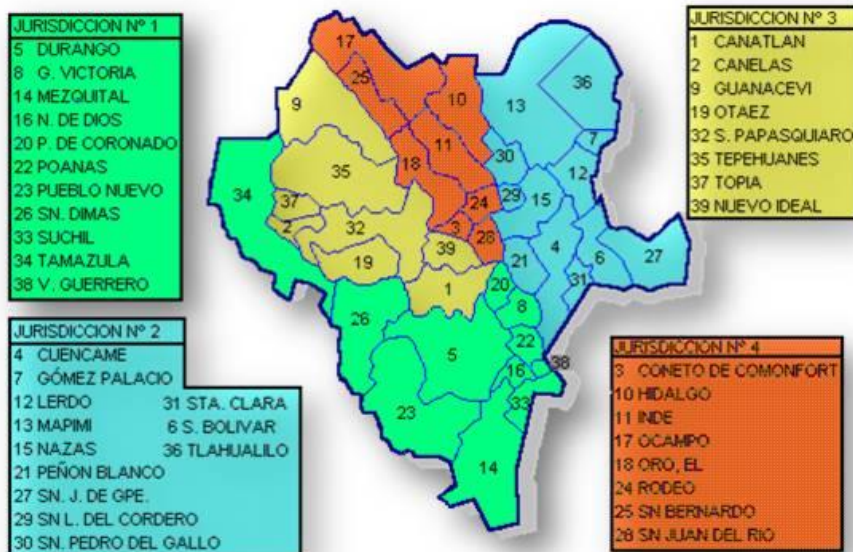 JURISDICCION Nº 1
5 DURANGO
8 G. VICTORIA
14 MEZQUITAL
16 N. DE DIOS
20 P. DE CORONADO
22 POANAS
23 PUEBLO NUEVO
26 SN. DIMAS
33 SUCHIL
34 TAMAZULA
38 V. GUERRERO
JURISDICCION Nº 2
4 CUENCAME
7 GÓMEZ PALACIO
12 LERDO 31 STA. CLARA
13 MAPIMI 6 S. BOLIVAR
15 NAZAS 36 TLAHUALILO
21 PEÑON BLANCO
27 SN. J. DE GPE.
29 SN L. DEL CORDERO
30 SN. PEDRO DEL GALLO
17
25
10
13
36
9
7
11
30
12
35
18
34
29
15
37
24
2
32
3
28
4
39
6
27
19
21
31
1
20
26
8
5
22
38
16
23
33
14
JURISDICCION Nº 3
1 CANATLAN
2 CANELAS
9 GUANACEVI
19 OTAEZ
32 S. PAPASQUIARO
35 TEPEHUANES
37 TOPIA
39 NUEVO IDEAL
JURISDICCION Nº 4
3 CONETO DE COMONFORT
10 HIDALGO
11 INDE
17 OCAMPO
18 ORO, EL
24 RODEO
25 SN BERNARDO
28 SN JUAN DEL RIO